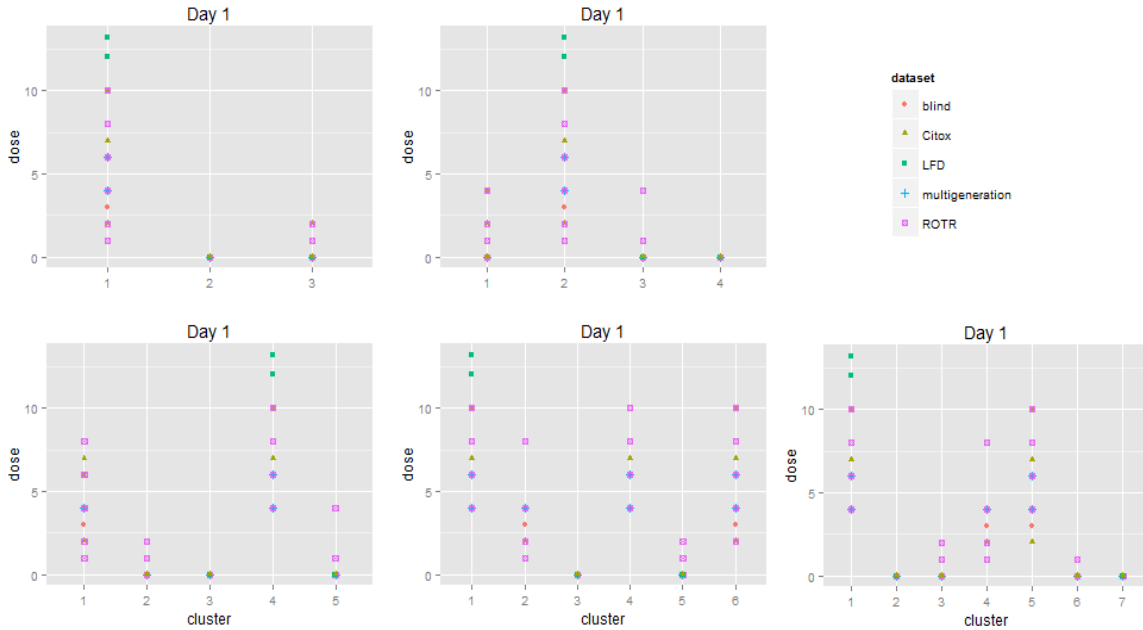 Day 1
dose
10
5
0
1 2 3
Day 1
dose
10
5
0
1 2 3 4
dataset
blind
Citox
LFD
multigeneration
ROTR
Day 1
dose
10
5
0
1 2 3 4 5
cluster
Day 1
dose
10
5
0
1 2 3 4 5 6
cluster
Day 1
dose
10
5
0
1 2 3 4 5 6 7
cluster